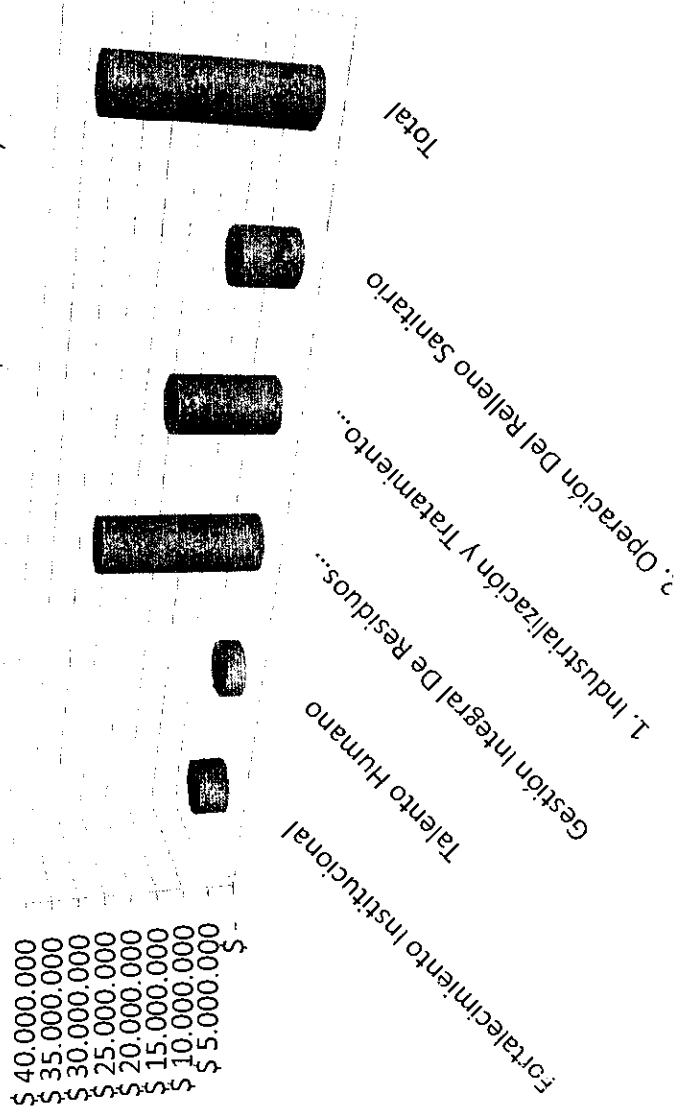 $ 40.000.000
$ 35.000.000
$ 30.000.000
$ 25.000.000
$ 20.000.000
$ 15.000.000
$ 10.000.000
$ 5.000.000
$ -
Fortalecimiento Institucional
Talento Humano
Gestión Integral De Residuos...
1. Industrialización y Tratamiento...
2. Operación Del Relleno Sanitario
Total